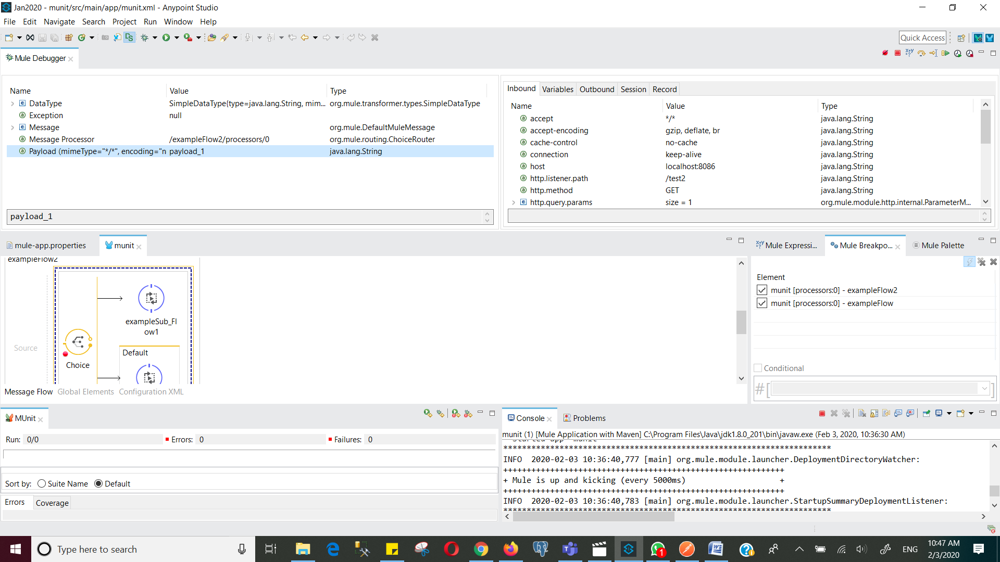 Jan2020 - munit/src/main/app/munit.xml - Anypoint Studio
File Edit Navigate Search Project Run Window Help
Quick Access
Mule Debugger
Name Value Type
DataType SimpleDataType{type=java.lang.String, mim... org.mule.transformer.types.SimpleDataType
Exception null
Message org.mule.DefaultMuleMessage
Message Processor /exampleFlow2/processors/0 org.mule.routing.ChoiceRouter
Payload (mimeType="*/*", encoding="n payload_1 java.lang.String
payload_1
Inbound Variables Outbound Session Record
Name Value Type
accept */* java.lang.String
accept-encoding gzip, deflate, br java.lang.String
cache-control no-cache java.lang.String
connection keep-alive java.lang.String
host localhost:8086 java.lang.String
http.listener.path /test2 java.lang.String
http.method GET java.lang.String
http.query.params size = 1 org.mule.module.http.internal.ParameterM...
mule-app.properties munit
exampleFlow2
exampleSub_Fl
ow1
Source
Default
Choice
Message Flow Global Elements Configuration XML
Mule Expressi... Mule Breakpo... Mule Palette
Element
munit [processors:0] - exampleFlow2
munit [processors:0] - exampleFlow
Conditional
#[ ]
MUnit
Run: 0/0 Errors: 0 Failures: 0
Sort by: Suite Name Default
Errors Coverage
Console Problems
munit (1) [Mule Application with Maven] C:\Program Files\Java\jdk1.8.0_201\bin\javaw.exe (Feb 3, 2020, 10:36:30 AM)
Started app 'munit'
**********************************************************************
INFO  2020-02-03 10:36:40,777 [main] org.mule.module.launcher.DeploymentDirectoryWatcher:
++++++++++++++++++++++++++++++++++++++++++++++++++++++++++++
+ Mule is up and kicking (every 5000ms)                    +
++++++++++++++++++++++++++++++++++++++++++++++++++++++++++++
INFO  2020-02-03 10:36:40,783 [main] org.mule.module.launcher.StartupSummaryDeploymentListener:
**********************************************************************
Type here to search
1
ENG
10:47 AM
2/3/2020